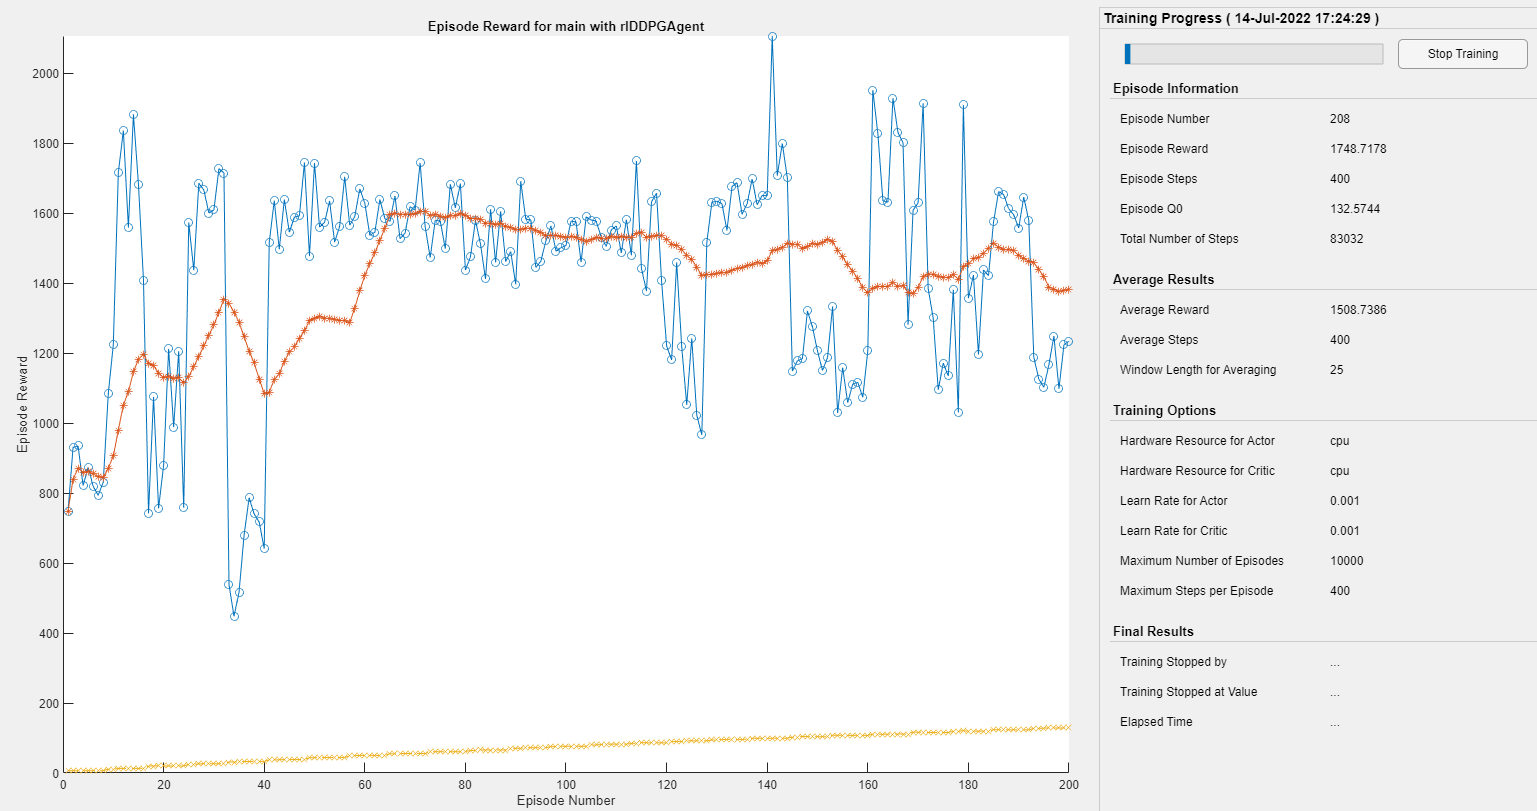 Episode Reward for main with rlDDPGAgent
2000
1800
1600
1400
1200
1000
800
600
400
200
0
Episode Reward
0 20 40 60 80 100 120 140 160 180 200
Episode Number
Training Progress ( 14-Jul-2022 17:24:29 )
Stop Training
Episode Information
Episode Number 208
Episode Reward 1748.7178
Episode Steps 400
Episode Q0 132.5744
Total Number of Steps 83032
Average Results
Average Reward 1508.7386
Average Steps 400
Window Length for Averaging 25
Training Options
Hardware Resource for Actor cpu
Hardware Resource for Critic cpu
Learn Rate for Actor 0.001
Learn Rate for Critic 0.001
Maximum Number of Episodes 10000
Maximum Steps per Episode 400
Final Results
Training Stopped by ...
Training Stopped at Value ...
Elapsed Time ...